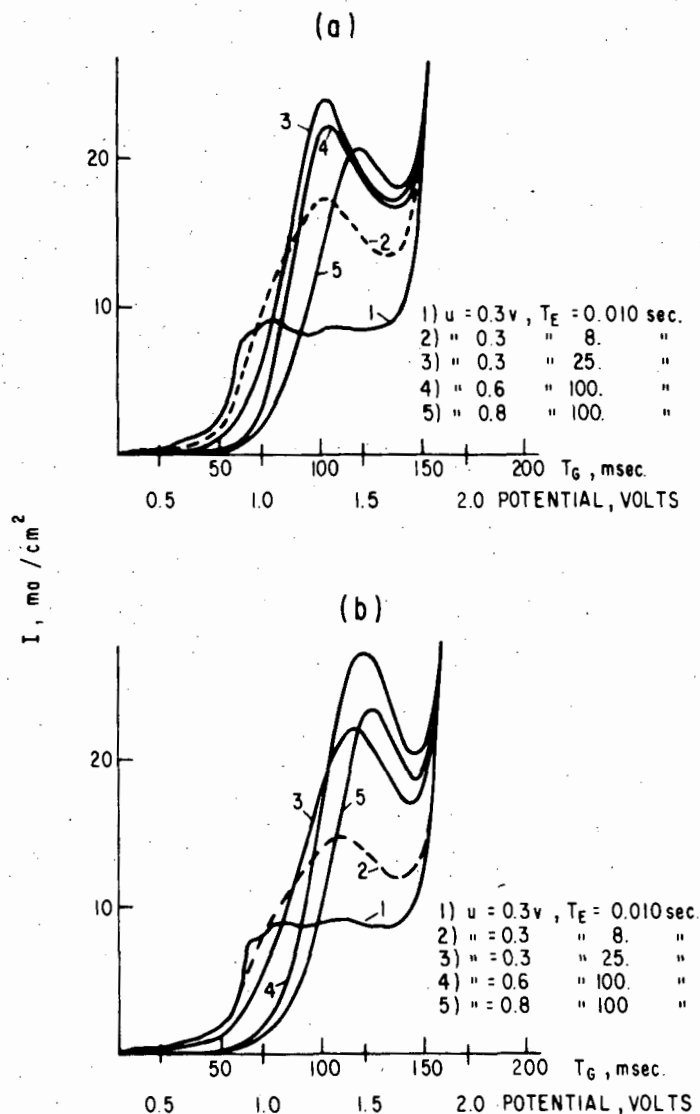 (a)
20
10
3
4
2
5
1
1) u = 0.3v , T_E = 0.010 sec.
2) " 0.3 " 8. "
3) " 0.3 " 25. "
4) " 0.6 " 100. "
5) " 0.8 " 100. "
50 100 150 200 T_G , msec.
0.5 1.0 1.5 2.0 POTENTIAL, VOLTS
I, ma/cm²
(b)
20
10
3
5
2
1
4
1) u = 0.3v , T_E = 0.010 sec.
2) " = 0.3 " 8. "
3) " = 0.3 " 25. "
4) " = 0.6 " 100. "
5) " = 0.8 " 100 "
50 100 150 200 T_G , msec.
0.5 1.0 1.5 2.0 POTENTIAL, VOLTS